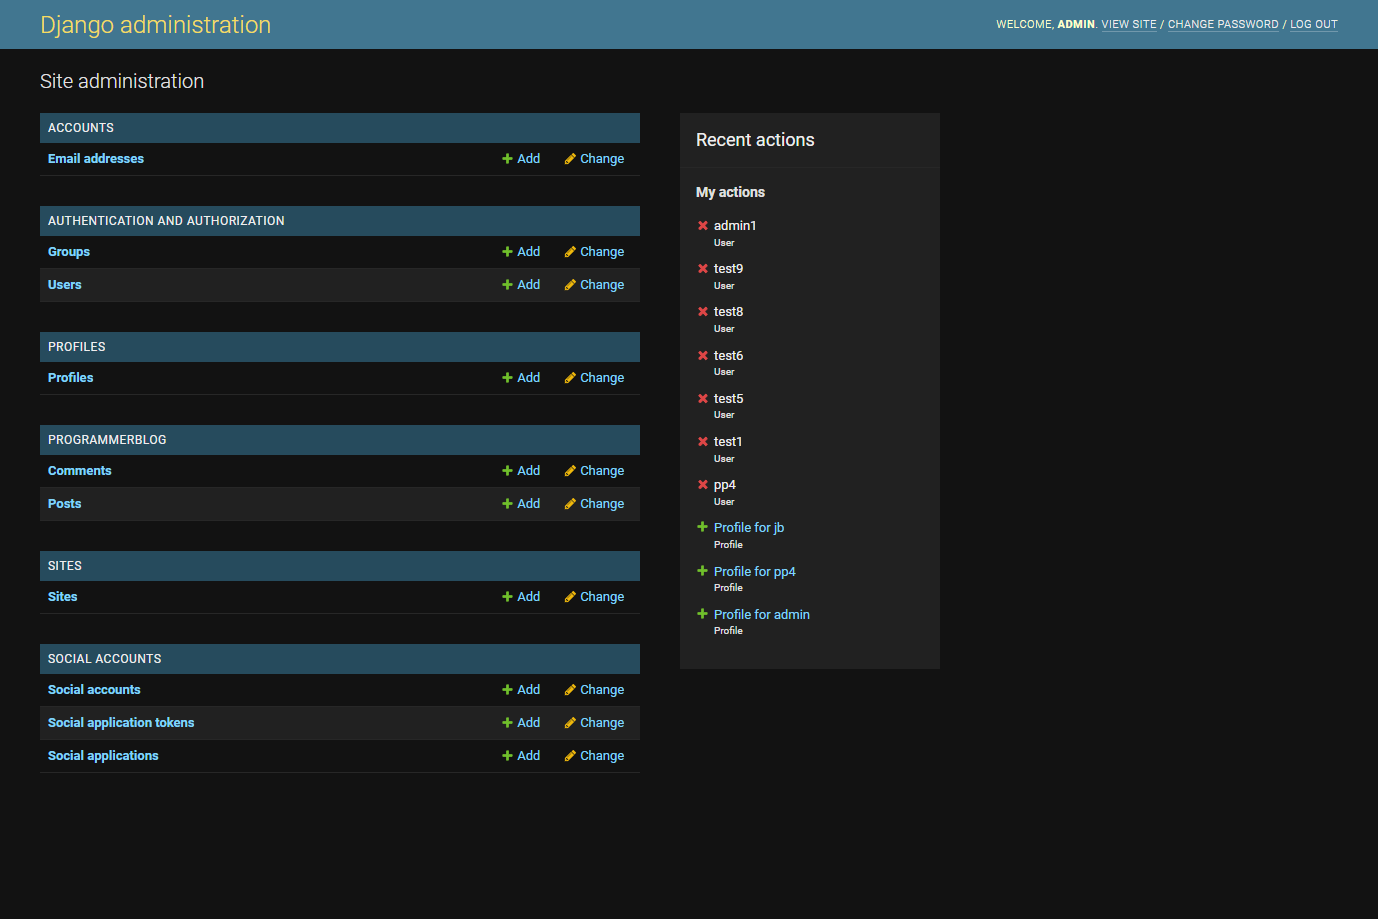 Django administration
WELCOME, ADMIN. VIEW SITE / CHANGE PASSWORD / LOG OUT
Site administration
ACCOUNTS
Email addresses Add Change
AUTHENTICATION AND AUTHORIZATION
Groups Add Change
Users Add Change
PROFILES
Profiles Add Change
PROGRAMMERBLOG
Comments Add Change
Posts Add Change
SITES
Sites Add Change
SOCIAL ACCOUNTS
Social accounts Add Change
Social application tokens Add Change
Social applications Add Change
Recent actions
My actions
admin1
User
test9
User
test8
User
test6
User
test5
User
test1
User
pp4
User
Profile for jb
Profile
Profile for pp4
Profile
Profile for admin
Profile